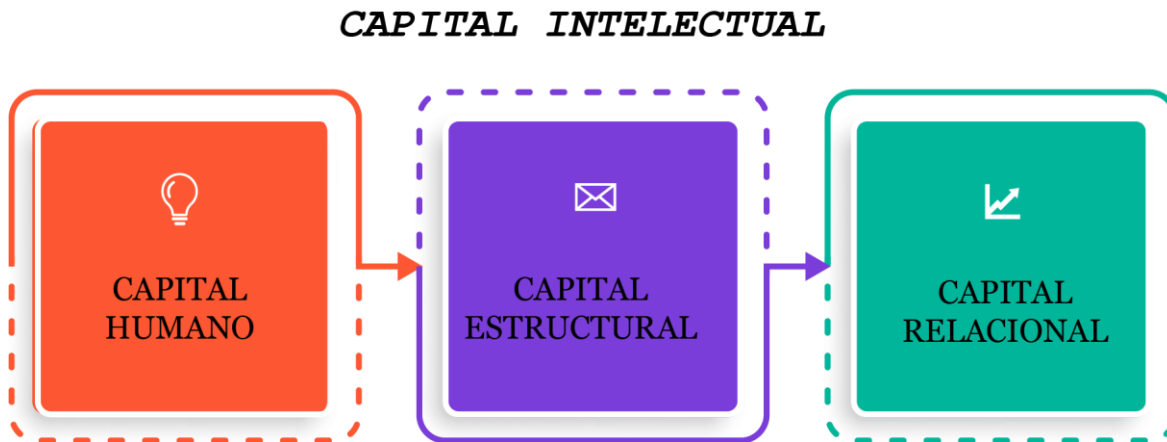 CAPITAL INTELECTUAL
CAPITAL
HUMANO
CAPITAL
ESTRUCTURAL
CAPITAL
RELACIONAL